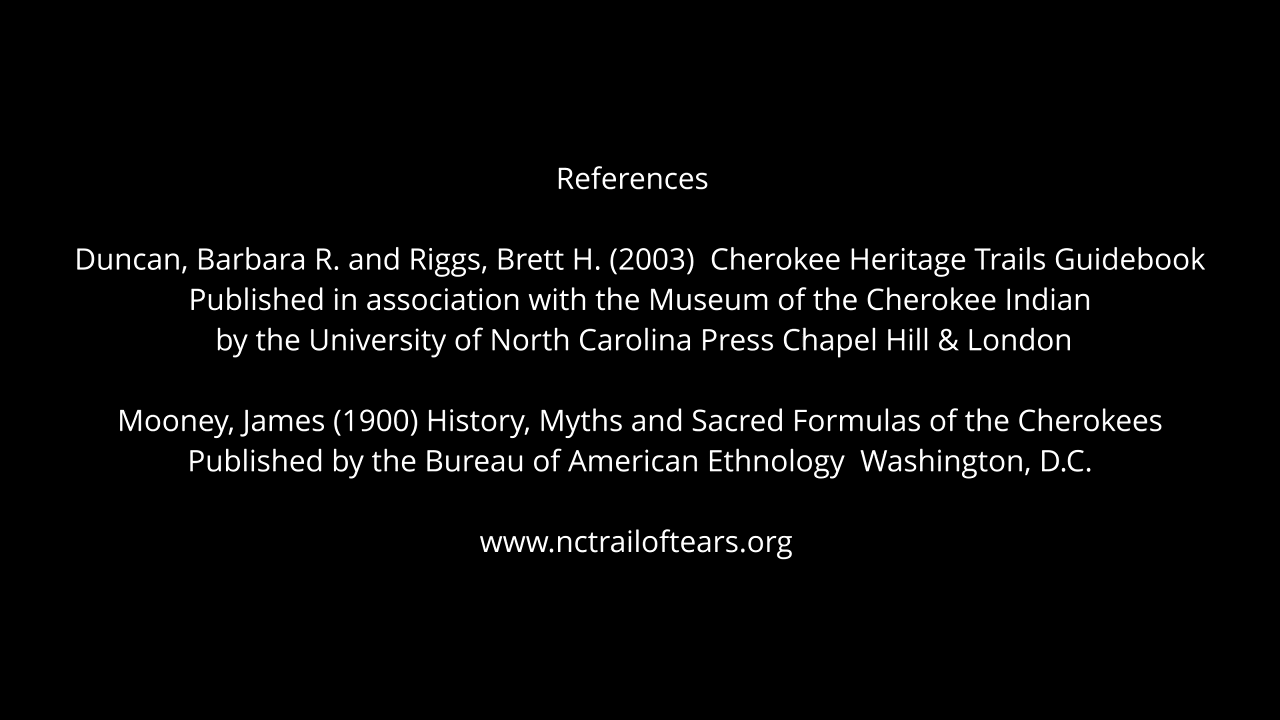 References
Duncan, Barbara R. and Riggs, Brett H. (2003)  Cherokee Heritage Trails Guidebook
Published in association with the Museum of the Cherokee Indian
by the University of North Carolina Press Chapel Hill & London
Mooney, James (1900) History, Myths and Sacred Formulas of the Cherokees
Published by the Bureau of American Ethnology  Washington, D.C.
www.nctrailoftears.org